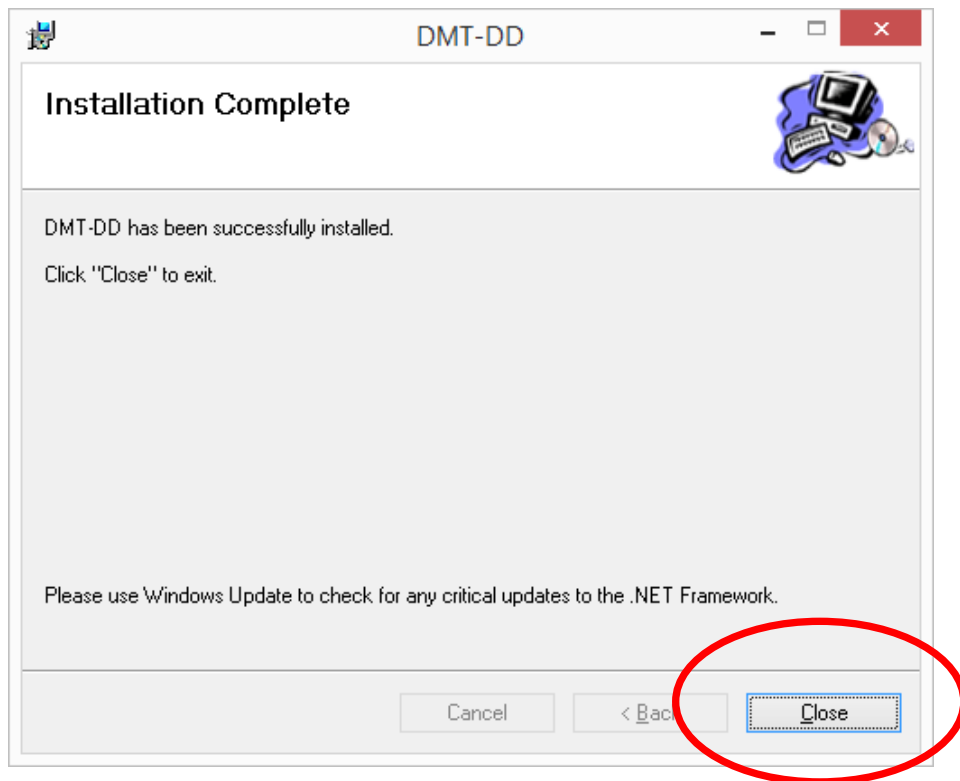 DMT-DD
Installation Complete
DMT-DD has been successfully installed.
Click "Close" to exit.
Please use Windows Update to check for any critical updates to the .NET Framework.
Cancel
< Bac
Close